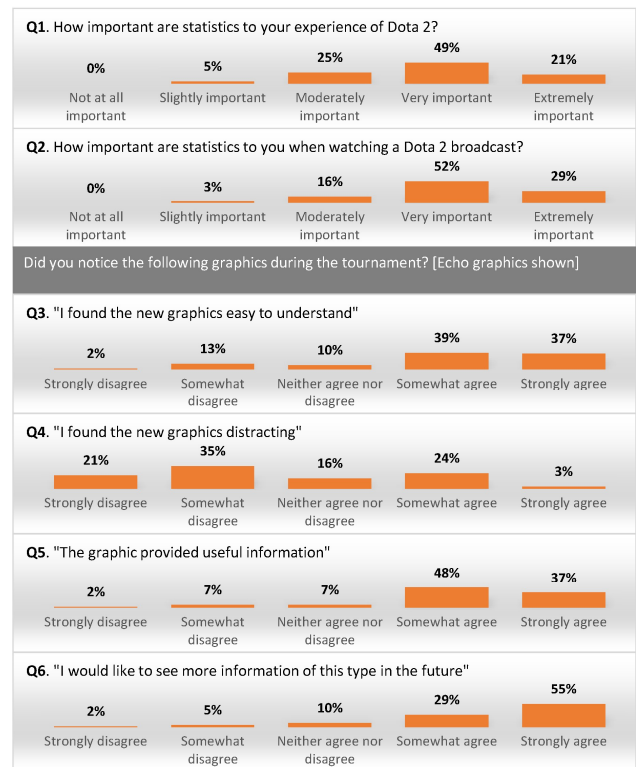 Q1. How important are statistics to your experience of Dota 2?
0% 5% 25% 49% 21%
Not at all Slightly important Moderately Very important Extremely
important important important
Q2. How important are statistics to you when watching a Dota 2 broadcast?
0% 3% 16% 52% 29%
Not at all Slightly important Moderately Very important Extremely
important important important
Did you notice the following graphics during the tournament? [Echo graphics shown]
Q3. "I found the new graphics easy to understand"
2% 13% 10% 39% 37%
Strongly disagree Somewhat Neither agree nor Somewhat agree Strongly agree
disagree disagree
Q4. "I found the new graphics distracting"
21% 35% 16% 24% 3%
Strongly disagree Somewhat Neither agree nor Somewhat agree Strongly agree
disagree disagree
Q5. "The graphic provided useful information"
2% 7% 7% 48% 37%
Strongly disagree Somewhat Neither agree nor Somewhat agree Strongly agree
disagree disagree
Q6. "I would like to see more information of this type in the future"
2% 5% 10% 29% 55%
Strongly disagree Somewhat Neither agree nor Somewhat agree Strongly agree
disagree disagree